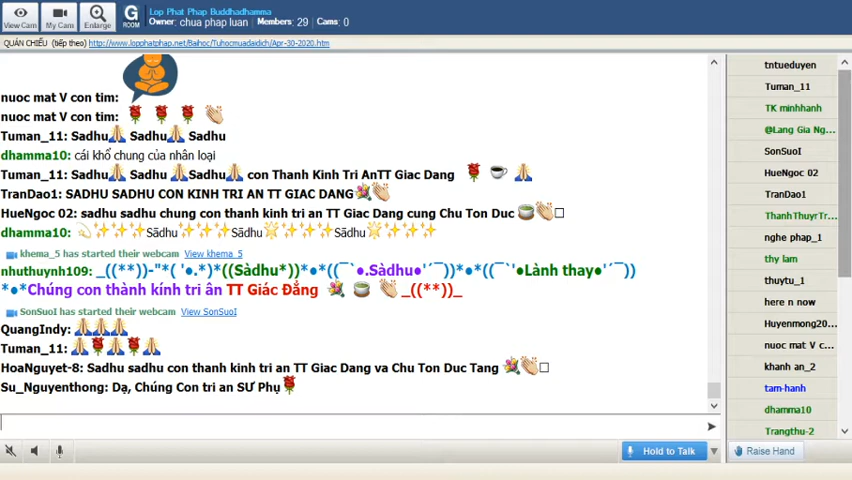 View Cam
My Cam
Enlarge
G ROOM
Lop Phat Phap Buddhadhamma
Owner: chua phap luan Members: 29 Cams: 0
QUÁN CHIẾU (tiếp theo) http://www.lopphatphap.net/Baihoc/Tuhocmuadaidich/Apr-30-2020.htm
nuoc mat V con tim:
nuoc mat V con tim: 🌹 🌹 🌹 👏
Tuman_11: Sadhu🙏 Sadhu🙏 Sadhu
dhamma10: cái khổ chung của nhân loại
Tuman_11: Sadhu🙏 Sadhu🙏Sadhu🙏 con Thanh Kinh Tri AnTT Giac Dang 🌹 ☕ 🙏
TranDao1: SADHU SADHU CON KINH TRI AN TT GIAC DANG💐👏
HueNgoc 02: sadhu sadhu chung con thanh kinh tri an TT Giac Dang cung Chu Ton Duc 🍵👏□
dhamma10: 💫✨✨Sādhu✨✨✨Sādhu🌟✨✨✨Sādhu🌟✨✨✨
khema_5 has started their webcam View khema_5
nhuthuynh109: _((**))-"*( '●.*)*((Sàdhu*))*●*((¯`●.Sàdhu●'´¯))*●*((¯`'●Lành thay●'´¯))
*●*Chúng con thành kính tri ân TT Giác Đẳng 💐 🍵 👏 _((**))_
SonSuoI has started their webcam View SonSuoI
QuangIndy: 🙏🙏🙏
Tuman_11: 🙏🌹🙏🌹🙏
HoaNguyet-8: Sadhu sadhu con thanh kinh tri an TT Giac Dang va Chu Ton Duc Tang 💐👏□
Su_Nguyenthong: Dạ, Chúng Con tri an SƯ Phụ🌹
Hold to Talk
Raise Hand
tntueduyen
Tuman_11
TK minhhanh
@Lang Gia Ng...
SonSuoI
HueNgoc 02
TranDao1
ThanhThuyrTr...
nghe phap_1
thy lam
thuytu_1
here n now
Huyenmong20...
nuoc mat V c...
khanh an_2
tam-hanh
dhamma10
Trangthu-2